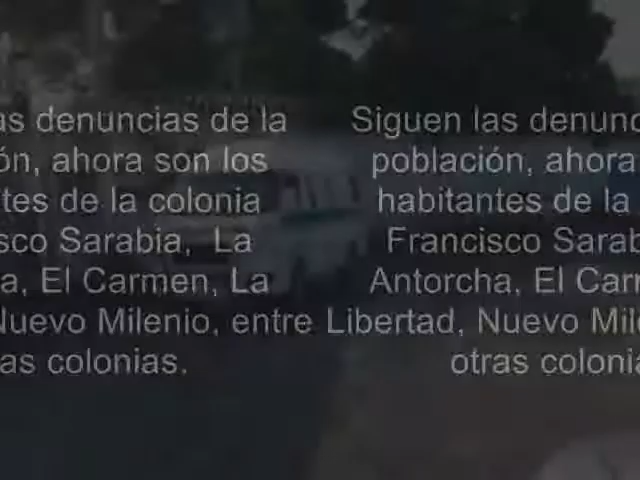 as denuncias de la
ón, ahora son los
tes de la colonia
sco Sarabia, La
a, El Carmen, La
Nuevo Milenio, entre
as colonias.
Siguen las denunc
población, ahora
habitantes de la
Francisco Sarab
Antorcha, El Carm
Libertad, Nuevo Mile
otras colonia